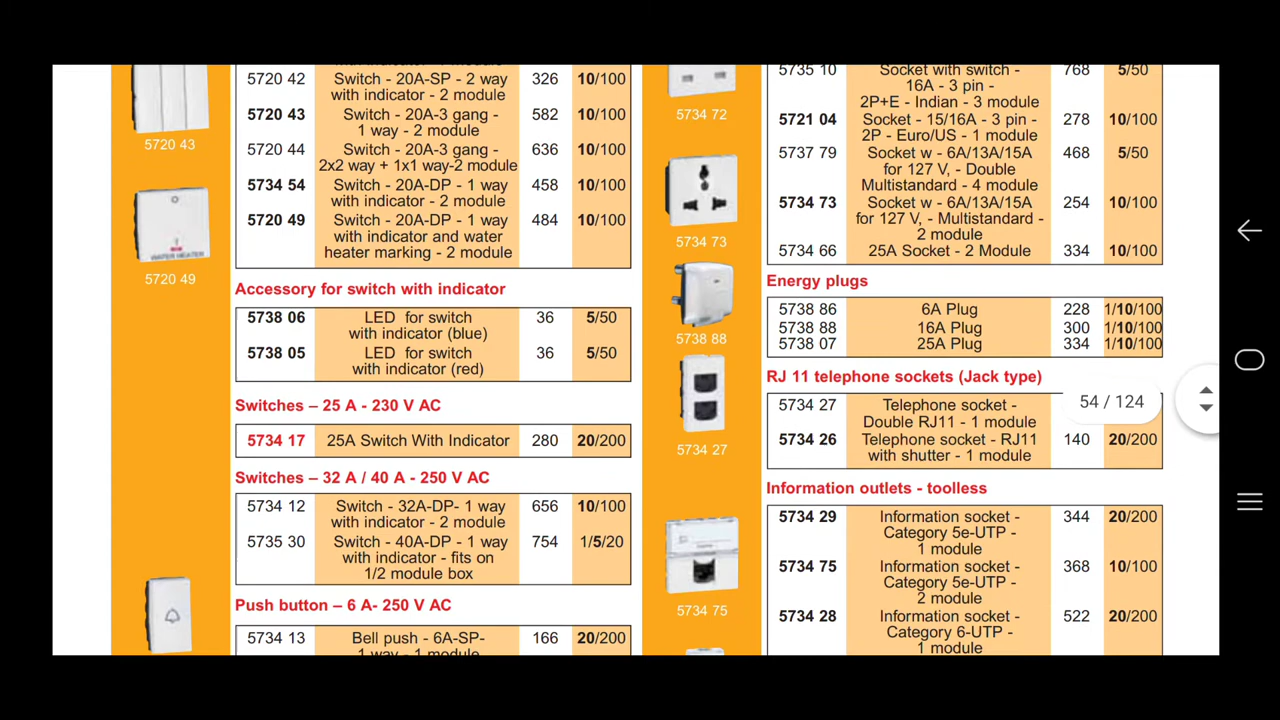 5720 43
5720 49
WATER HEATER
5720 42 Switch - 20A-SP - 2 way 326 10/100
with indicator - 2 module
5720 43 Switch - 20A-3 gang - 582 10/100
1 way - 2 module
5720 44 Switch - 20A-3 gang - 636 10/100
2x2 way + 1x1 way-2 module
5734 54 Switch - 20A-DP - 1 way 458 10/100
with indicator - 2 module
5720 49 Switch - 20A-DP - 1 way 484 10/100
with indicator and water
heater marking - 2 module
Accessory for switch with indicator
5738 06 LED for switch 36 5/50
with indicator (blue)
5738 05 LED for switch 36 5/50
with indicator (red)
Switches – 25 A - 230 V AC
5734 17 25A Switch With Indicator 280 20/200
Switches – 32 A / 40 A - 250 V AC
5734 12 Switch - 32A-DP- 1 way 656 10/100
with indicator - 2 module
5735 30 Switch - 40A-DP - 1 way 754 1/5/20
with indicator - fits on
1/2 module box
Push button – 6 A- 250 V AC
5734 13 Bell push - 6A-SP- 166 20/200
1 way - 1 module
5734 72
5734 73
5738 88
5734 27
5734 75
5735 10 Socket with switch - 768 5/50
16A - 3 pin -
2P+E - Indian - 3 module
5721 04 Socket - 15/16A - 3 pin - 278 10/100
2P - Euro/US - 1 module
5737 79 Socket w - 6A/13A/15A 468 5/50
for 127 V, - Double
Multistandard - 4 module
5734 73 Socket w - 6A/13A/15A 254 10/100
for 127 V, - Multistandard -
2 module
5734 66 25A Socket - 2 Module 334 10/100
Energy plugs
5738 86 6A Plug 228 1/10/100
5738 88 16A Plug 300 1/10/100
5738 07 25A Plug 334 1/10/100
RJ 11 telephone sockets (Jack type)
5734 27 Telephone socket -
Double RJ11 - 1 module
5734 26 Telephone socket - RJ11 140 20/200
with shutter - 1 module
54 / 124
Information outlets - toolless
5734 29 Information socket - 344 20/200
Category 5e-UTP -
1 module
5734 75 Information socket - 368 10/100
Category 5e-UTP -
2 module
5734 28 Information socket - 522 20/200
Category 6-UTP -
1 module